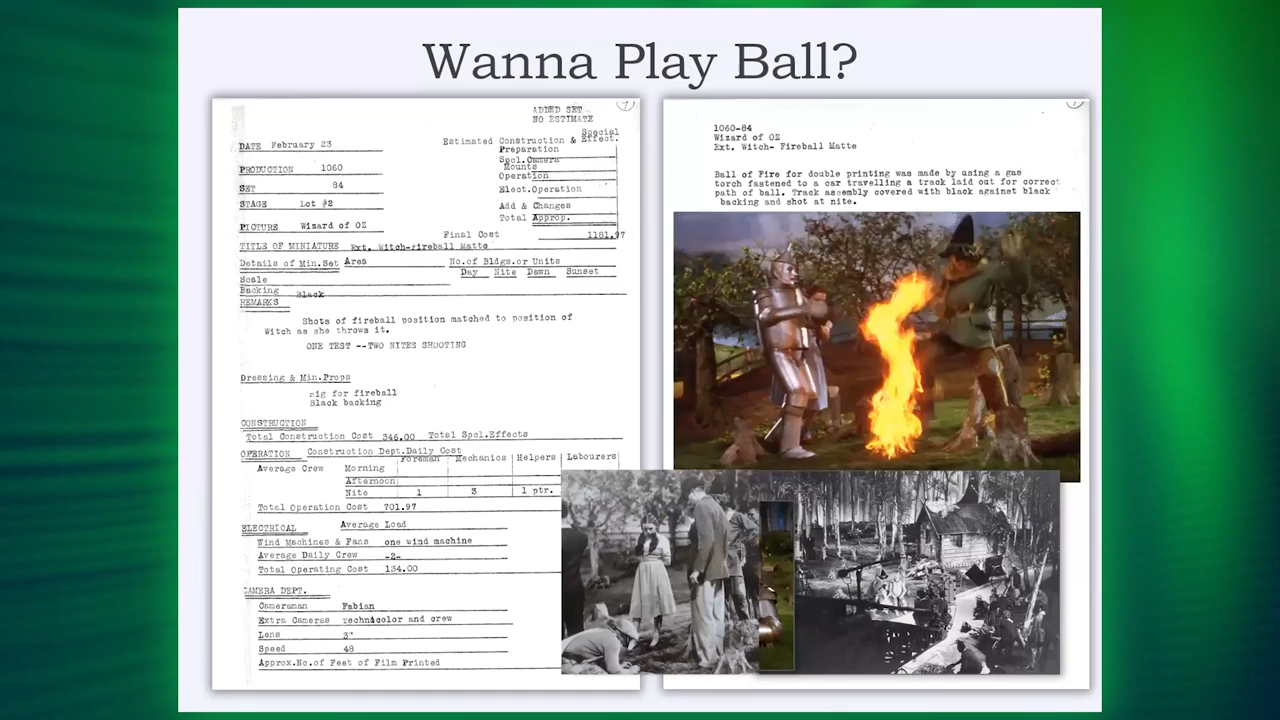 Wanna Play Ball?
ADDED SET
NO ESTIMATE
DATE February 23
PRODUCTION 1060
SET 84
STAGE Lot #2
PICTURE Wizard of OZ
Estimated Construction & Special Effect.
Preparation
Spcl.Camera
Mounts
Operation
Elect.Operation
Add & Changes
Total Approp.
Final Cost 1181.97
TITLE OF MINIATURE Ext. Witch-Fireball Matte
Details of Min.Set Area No.of Bldgs.or Units
Day Nite Dawn Sunset
Scale
Backing Black
REMARKS
Shots of fireball position matched to position of
Witch as she throws it.
ONE TEST --TWO NITES SHOOTING
Dressing & Min.Props
Rig for fireball
Black backing
CONSTRUCTION
Total Construction Cost 346.00 Total Spcl.Effects
OPERATION Construction Dept.Daily Cost
Foreman Mechanics Helpers Labourers
Average Crew Morning
Afternoon
Nite 1 3 1 ptr.
Total Operation Cost 701.97
ELECTRICAL Average Load
Wind Machines & Fans one wind machine
Average Daily Crew -2-
Total Operating Cost 134.00
CAMERA DEPT.
Cameraman Fabian
Extra Cameras Technicolor and crew
Lens 3"
Speed 48
Approx.No.of Feet of Film Printed
1060-84
Wizard of OZ
Ext. Witch- Fireball Matte
Ball of Fire for double printing was made by using a gas
torch fastened to a car travelling a track laid out for correct
path of ball. Track assembly covered with black against black
backing and shot at nite.